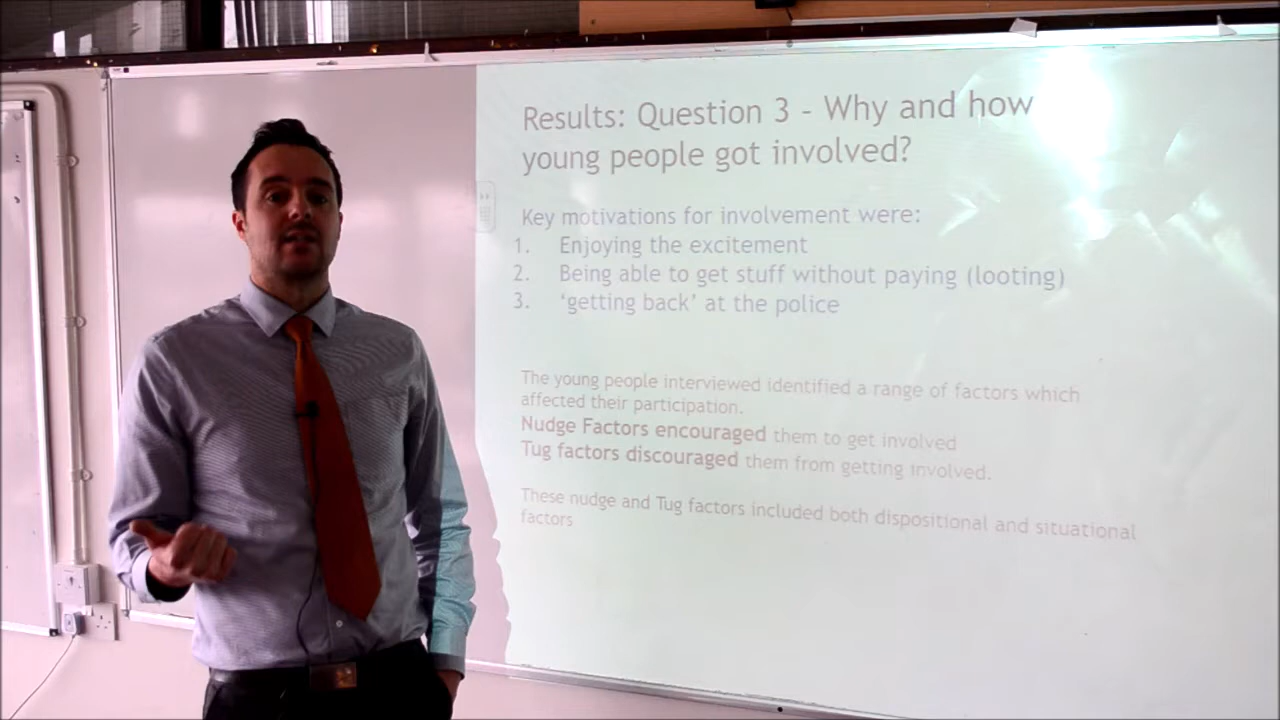 Results: Question 3 – Why and how
young people got involved?
Key motivations for involvement were:
1. Enjoying the excitement
2. Being able to get stuff without paying (looting)
3. ‘getting back’ at the police
The young people interviewed identified a range of factors which
affected their participation.
Nudge Factors encouraged them to get involved
Tug factors discouraged them from getting involved.
These nudge and Tug factors included both dispositional and situational
factors